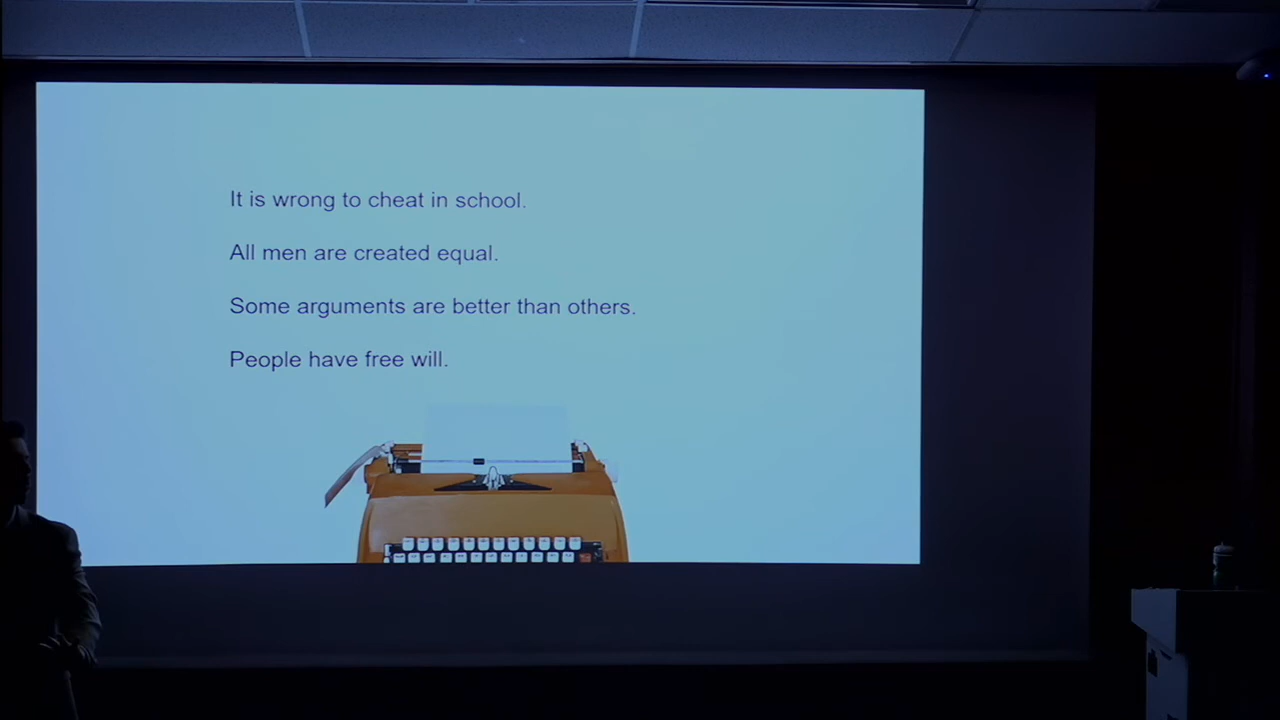 It is wrong to cheat in school.
All men are created equal.
Some arguments are better than others.
People have free will.